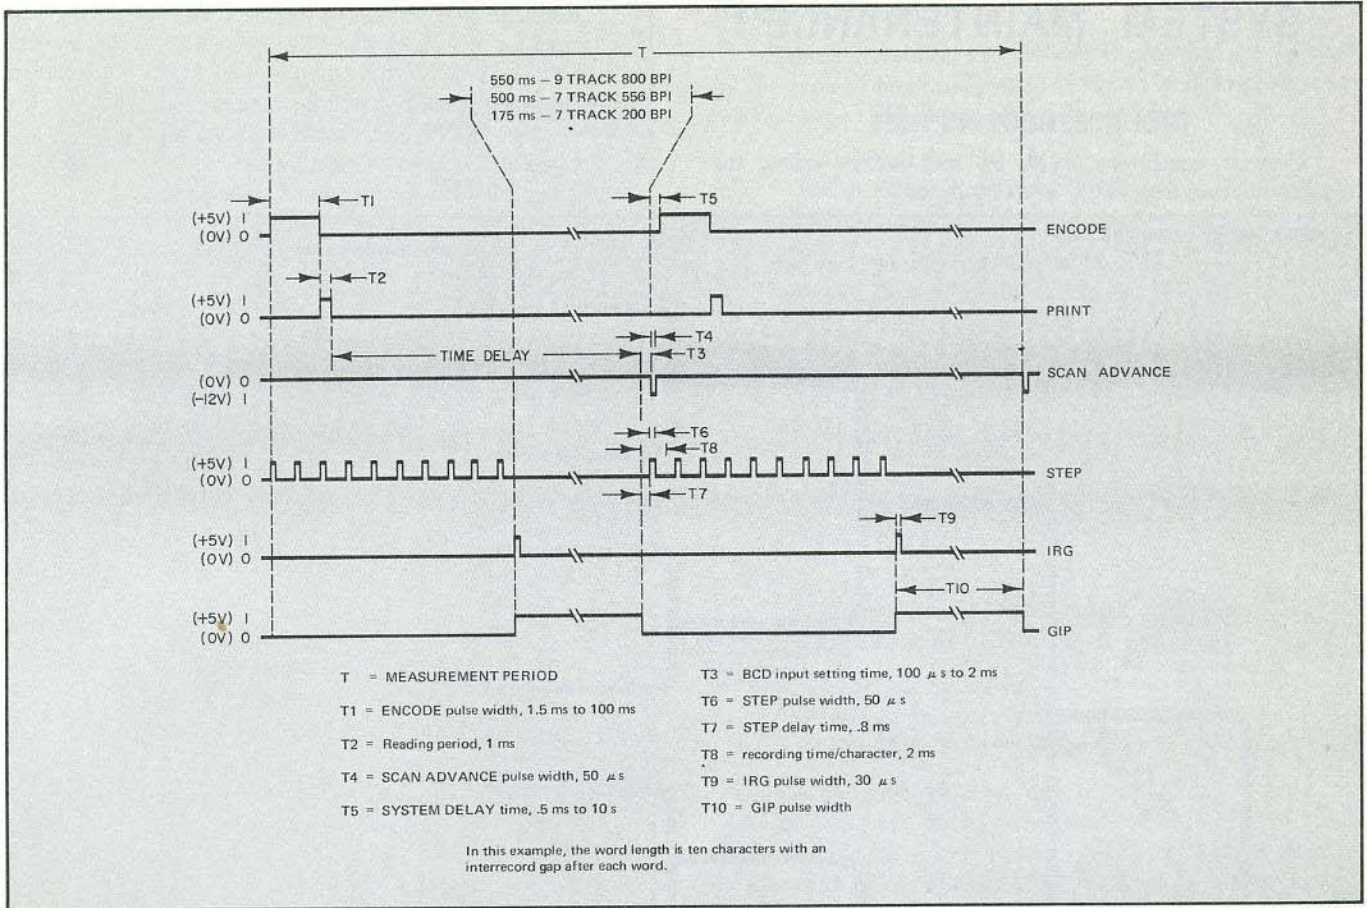 T
550 ms – 9 TRACK 800 BPI
500 ms – 7 TRACK 556 BPI
175 ms – 7 TRACK 200 BPI
T1
T5
(+5V) 1
(0V) 0
ENCODE
T2
(+5V) 1
(0V) 0
PRINT
T4
TIME DELAY
T3
(0V) 0
(-12V) 1
SCAN ADVANCE
T6
T8
(+5V) 1
(0V) 0
STEP
T7
T9
(+5V) 1
(0V) 0
IRG
T10
(+5V) 1
(0V) 0
GIP
T = MEASUREMENT PERIOD
T1 = ENCODE pulse width, 1.5 ms to 100 ms
T2 = Reading period, 1 ms
T4 = SCAN ADVANCE pulse width, 50 μs
T5 = SYSTEM DELAY time, .5 ms to 10 s
T3 = BCD input setting time, 100 μs to 2 ms
T6 = STEP pulse width, 50 μs
T7 = STEP delay time, .8 ms
T8 = recording time/character, 2 ms
T9 = IRG pulse width, 30 μs
T10 = GIP pulse width
In this example, the word length is ten characters with an
interrecord gap after each word.